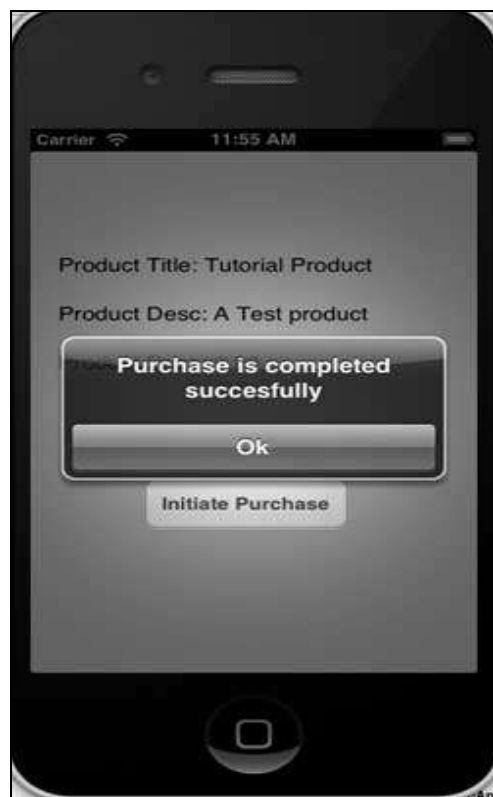 Carrier 11:55 AM
Product Title: Tutorial Product
Product Desc: A Test product
Purchase is completed
succesfully
Ok
Initiate Purchase